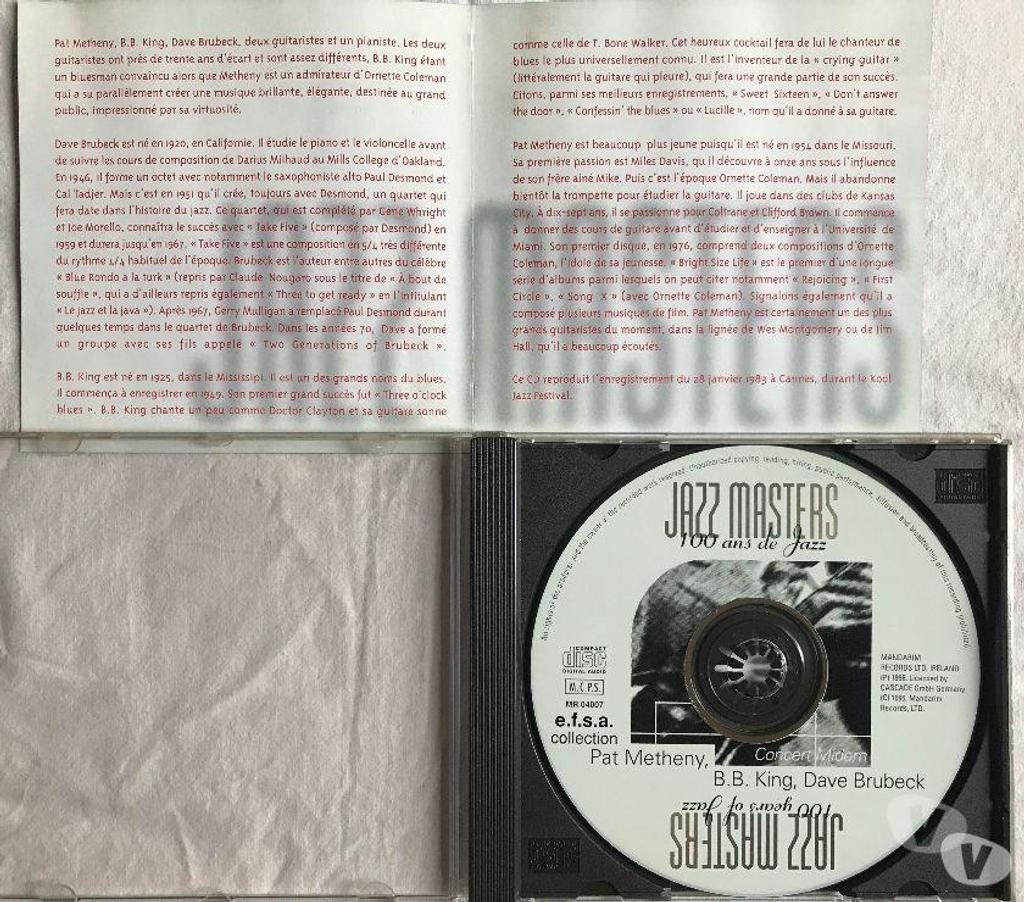 Pat Metheny, B.B. King, Dave Brubeck, deux guitaristes et un pianiste. Les deux
guitaristes ont près de trente ans d'écart et sont assez différents, B.B. King étant
un bluesman convaincu alors que Metheny est un admirateur d'Ornette Coleman
qui a su parallèlement créer une musique brillante, élégante, destinée au grand
public, impressionné par sa virtuosité.
Dave Brubeck est né en 1920, en Californie. Il étudie le piano et le violoncelle avant
de suivre les cours de composition de Darius Milhaud au Mills College d'Oakland.
En 1946, il forme un octet avec notamment le saxophoniste alto Paul Desmond et
Cal Tadjer. Mais c'est en 1951 qu'il crée, toujours avec Desmond, un quartet qui
fera date dans l'histoire du jazz. Ce quartet, qui est complété par Gene Whright
et Joe Morello, connaîtra le succès avec « Take Five » (composé par Desmond) en
1959 et durera jusqu'en 1967. « Take Five » est une composition en 5/4 très différente
du rythme 4/4 habituel de l'époque. Brubeck est l'auteur entre autres du célèbre
« Blue Rondo a la turk » (repris par Claude Nougaro sous le titre de « À bout de
souffle », qui a d'ailleurs repris également « Three to get ready » en l'intitulant
« Le jazz et la java »). Après 1967, Gerry Mulligan a remplacé Paul Desmond durant
quelques temps dans le quartet de Brubeck. Dans les années 70, Dave a formé
un groupe avec ses fils appelé « Two Generations of Brubeck ».
B.B. King est né en 1925, dans le Mississipi. Il est un des grands noms du blues.
Il commença à enregistrer en 1949. Son premier grand succès fut « Three o'clock
blues ». B.B. King chante un peu comme Doctor Clayton et sa guitare sonne
comme celle de T. Bone Walker. Cet heureux cocktail fera de lui le chanteur de
blues le plus universellement connu. Il est l'inventeur de la « crying guitar »
(littéralement la guitare qui pleure), qui fera une grande partie de son succès.
Citons, parmi ses meilleurs enregistrements, « Sweet Sixteen », « Don't answer
the door », « Confessin' the blues » ou « Lucille », nom qu'il a donné à sa guitare.
Pat Metheny est beaucoup plus jeune puisqu'il est né en 1954 dans le Missouri.
Sa première passion est Miles Davis, qu'il découvre à onze ans sous l'influence
de son frère aîné Mike. Puis c'est l'époque Ornette Coleman. Mais il abandonne
bientôt la trompette pour étudier la guitare. Il joue dans des clubs de Kansas
City. À dix-sept ans, il se passionne pour Coltrane et Clifford Brown. Il commence
à donner des cours de guitare avant d'étudier et d'enseigner à l'Université de
Miami. Son premier disque, en 1976, comprend deux compositions d'Ornette
Coleman, l'idole de sa jeunesse. « Bright Size Life » est le premier d'une longue
série d'albums parmi lesquels on peut citer notamment « Rejoicing », « First
Circle », « Song X » (avec Ornette Coleman). Signalons également qu'il a
composé plusieurs musiques de film. Pat Metheny est certainement un des plus
grands guitaristes du moment, dans la lignée de Wes Montgomery ou de Jim
Hall, qu'il a beaucoup écoutés.
Ce CD reproduit l'enregistrement du 28 janvier 1983 à Cannes, durant le Kool
Jazz Festival.
JAZZ MASTERS
100 ans de Jazz
COMPACT
disc
DIGITAL AUDIO
M.C.P.S.
MR 04007
e.f.s.a.
collection
MANDARIM
RECORDS LTD. IRELAND
Licensed by
CASCADE GmbH Germany
Mandarim
Records, LTD.
Concert Midem
Pat Metheny,
B.B. King, Dave Brubeck
100 years of Jazz
JAZZ MASTERS
V
V